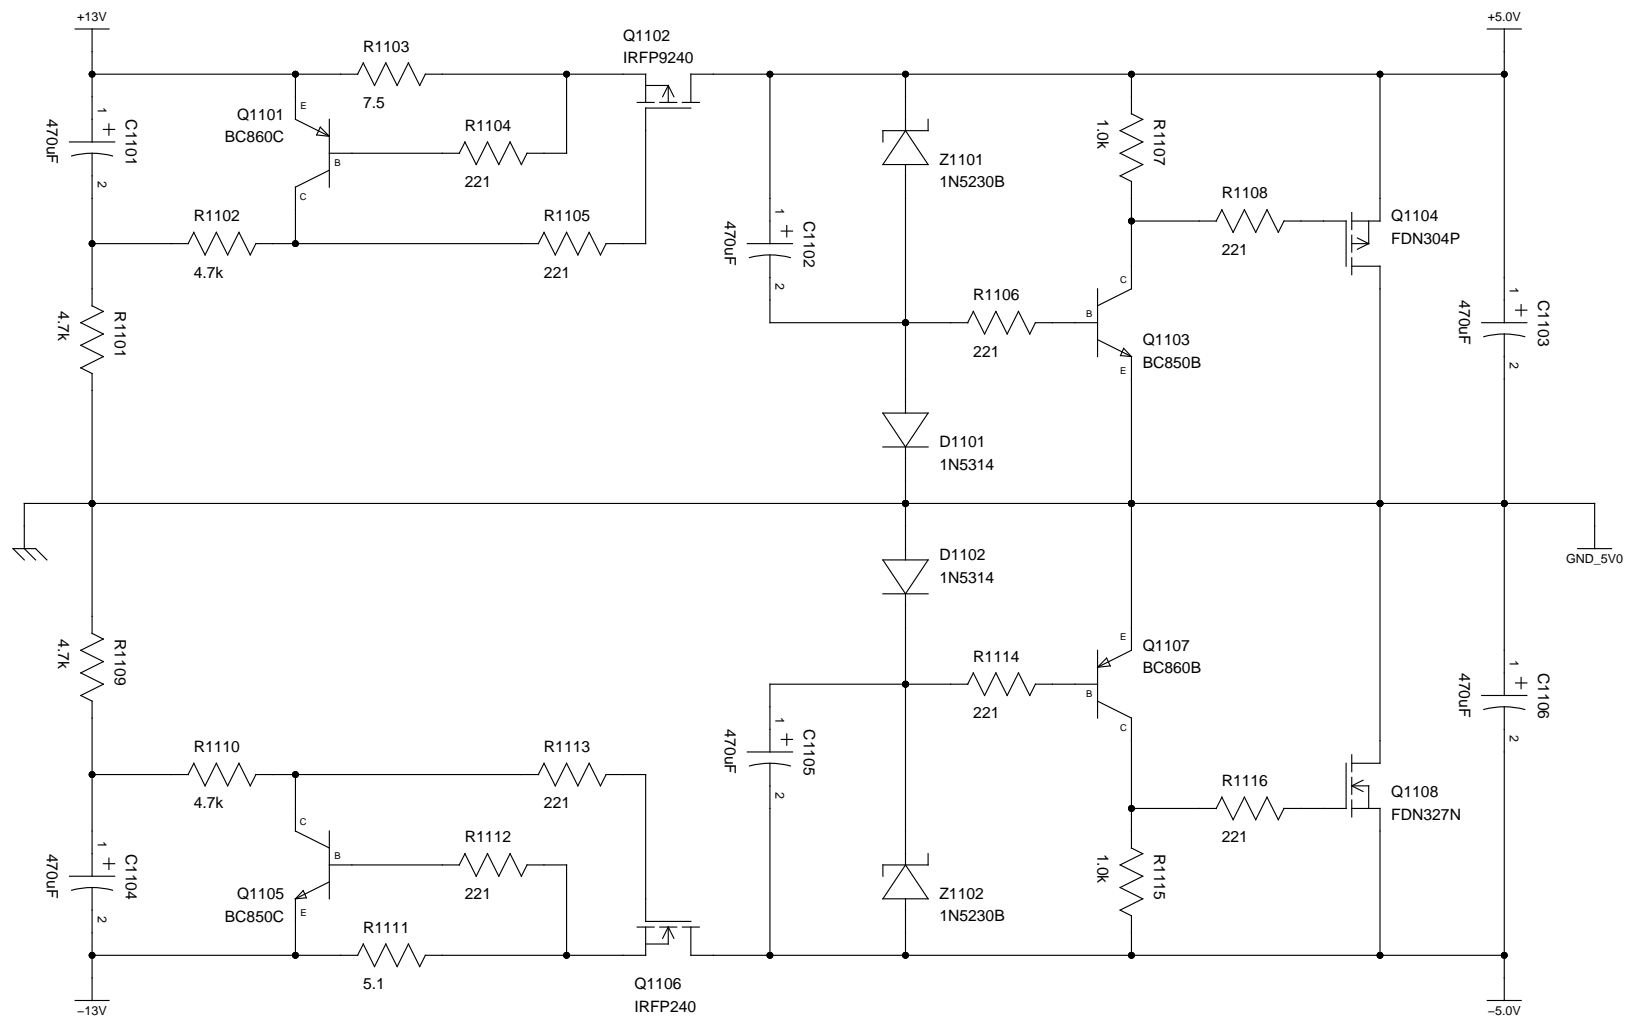 +13V
+5.0V
Q1102
IRFP9240
R1103
7.5
E
Q1101
BC860C
B
C
R1104
221
1
C1101
470uF
2
R1102
4.7k
R1105
221
R1101
4.7k
1
C1102
470uF
2
Z1101
1N5230B
R1107
1.0k
R1108
221
Q1104
FDN304P
R1106
221
C
B
E
Q1103
BC850B
1
C1103
470uF
2
D1101
1N5314
GND_5V0
D1102
1N5314
R1109
4.7k
R1114
221
E
B
C
Q1107
BC860B
1
C1106
470uF
2
R1110
4.7k
R1113
221
1
C1105
470uF
2
R1116
221
Q1108
FDN327N
1
C1104
470uF
2
C
B
E
Q1105
BC850C
R1112
221
R1111
5.1
Z1102
1N5230B
R1115
1.0k
Q1106
IRFP240
−13V
−5.0V